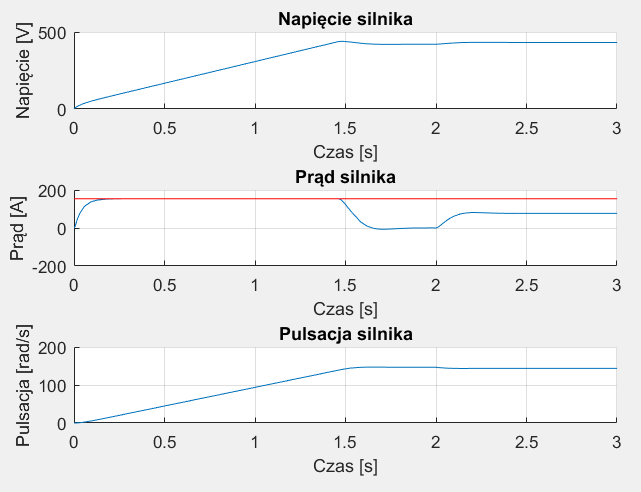 Napięcie silnika
Napięcie [V]
500
0
0 0.5 1 1.5 2 2.5 3
Czas [s]
Prąd silnika
Prąd [A]
200
0
-200
0 0.5 1 1.5 2 2.5 3
Czas [s]
Pulsacja silnika
Pulsacja [rad/s]
200
100
0
0 0.5 1 1.5 2 2.5 3
Czas [s]